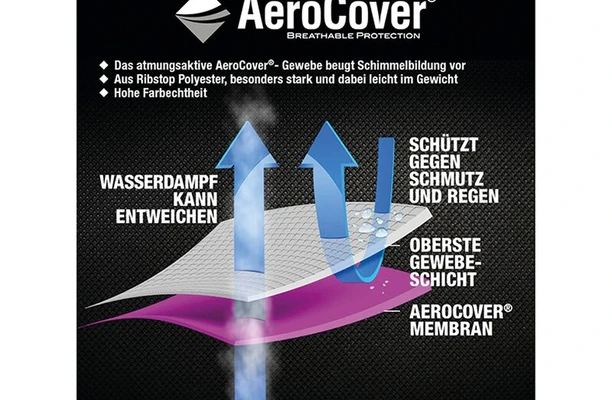 AeroCover®
BREATHABLE PROTECTION
◆ Das atmungsaktive AeroCover®- Gewebe beugt Schimmelbildung vor
◆ Aus Ribstop Polyester, besonders stark und dabei leicht im Gewicht
◆ Hohe Farbechtheit
WASSERDAMPF
KANN
ENTWEICHEN
SCHÜTZT
GEGEN
SCHMUTZ
UND REGEN
OBERSTE
GEWEBE-
SCHICHT
AEROCOVER®
MEMBRAN